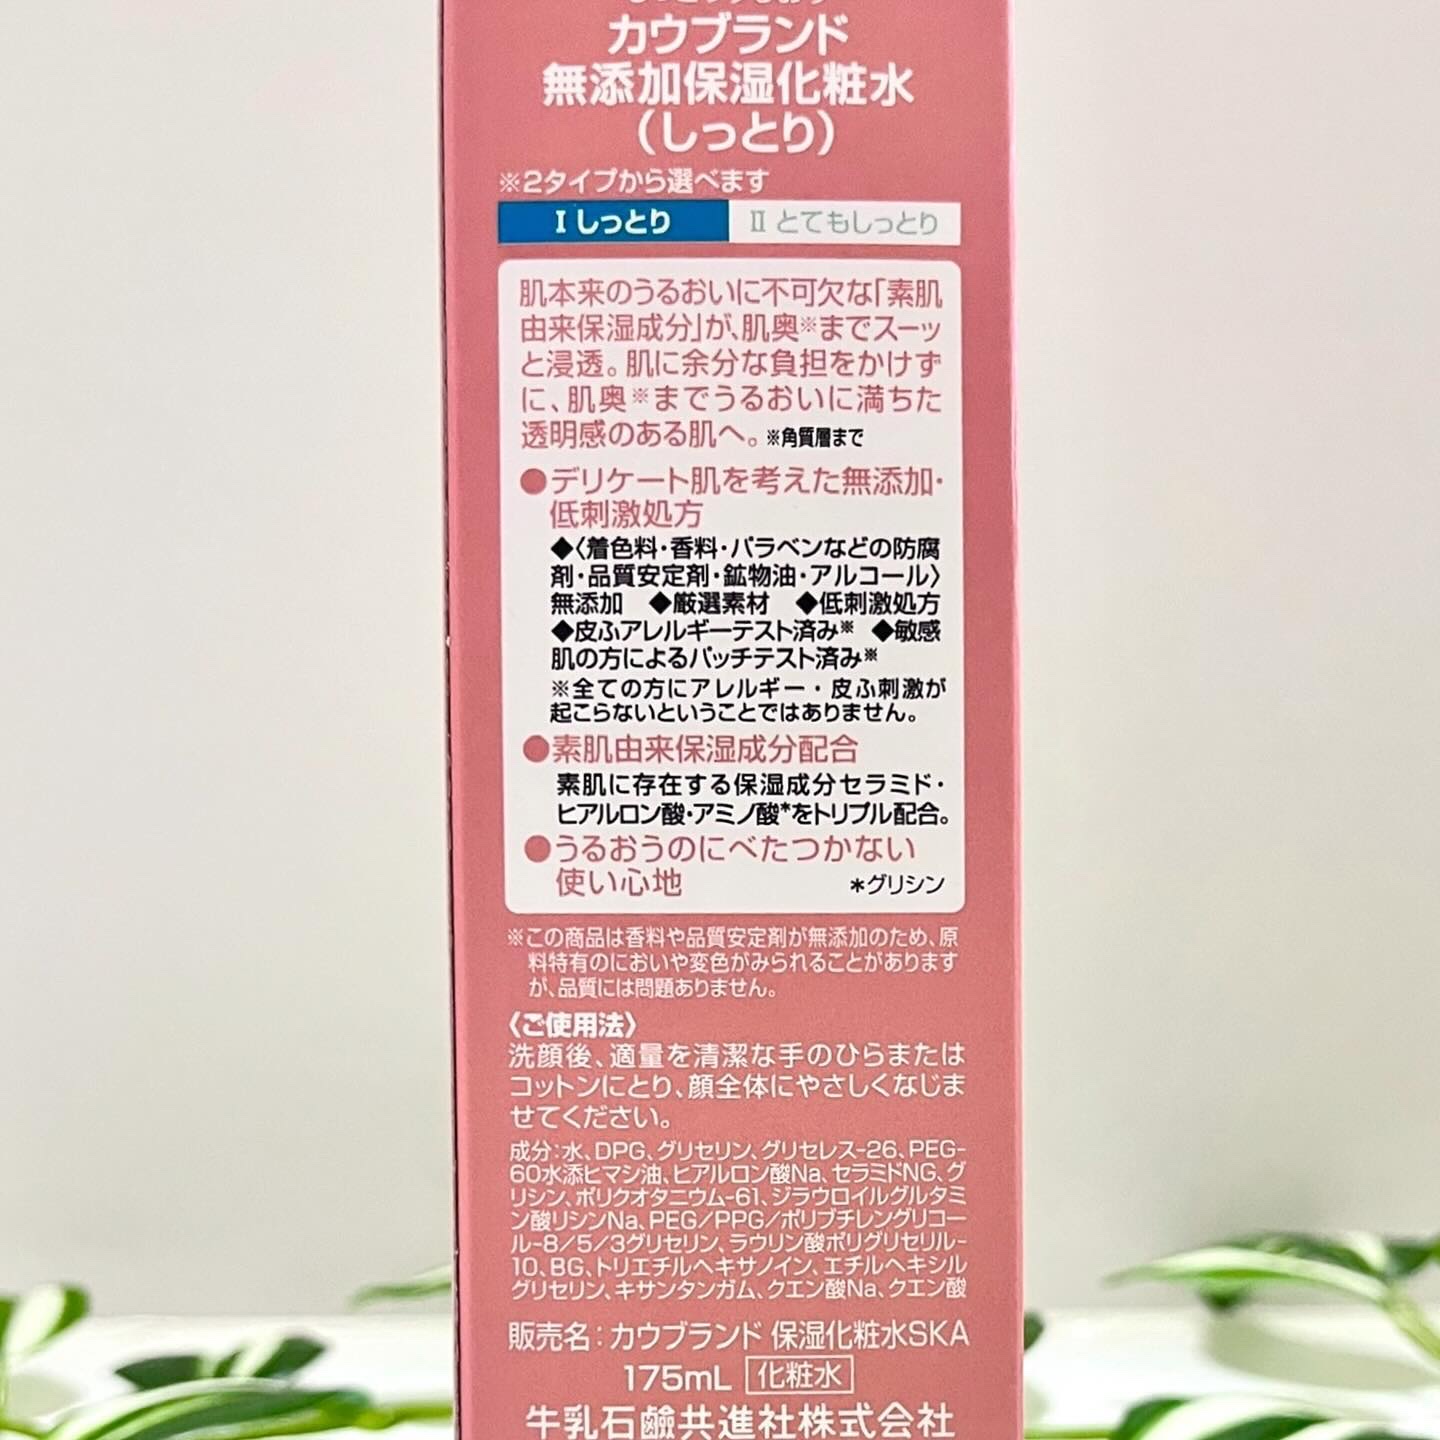 カウブランド
無添加保湿化粧水
(しっとり)
※2タイプから選べます
Ⅰ しっとり Ⅱ とてもしっとり
肌本来のうるおいに不可欠な「素肌
由来保湿成分」が、肌奥※までスーッ
と浸透。肌に余分な負担をかけず
に、肌奥※までうるおいに満ちた
透明感のある肌へ。※角質層まで
●デリケート肌を考えた無添加・
低刺激処方
◆〈着色料・香料・パラベンなどの防腐
剤・品質安定剤・鉱物油・アルコール〉
無添加 ◆厳選素材 ◆低刺激処方
◆皮ふアレルギーテスト済み※ ◆敏感
肌の方によるパッチテスト済み※
※全ての方にアレルギー・皮ふ刺激が
起こらないということではありません。
●素肌由来保湿成分配合
素肌に存在する保湿成分セラミド・
ヒアルロン酸・アミノ酸*をトリプル配合。
●うるおうのにべたつかない
使い心地 *グリシン
※この商品は香料や品質安定剤が無添加のため、原
料特有のにおいや変色がみられることがあります
が、品質には問題ありません。
〈ご使用法〉
洗顔後、適量を清潔な手のひらまたは
コットンにとり、顔全体にやさしくなじま
せてください。
成分：水、DPG、グリセリン、グリセレス-26、PEG-
60水添ヒマシ油、ヒアルロン酸Na、セラミドNG、グ
リシン、ポリクオタニウム-61、ジラウロイルグルタミ
ン酸リシンNa、PEG/PPG/ポリブチレングリコー
ル-8/5/3グリセリン、ラウリン酸ポリグリセリル-
10、BG、トリエチルヘキサノイン、エチルヘキシル
グリセリン、キサンタンガム、クエン酸Na、クエン酸
販売名：カウブランド 保湿化粧水SKA
175mL 化粧水
牛乳石鹸共進社株式会社